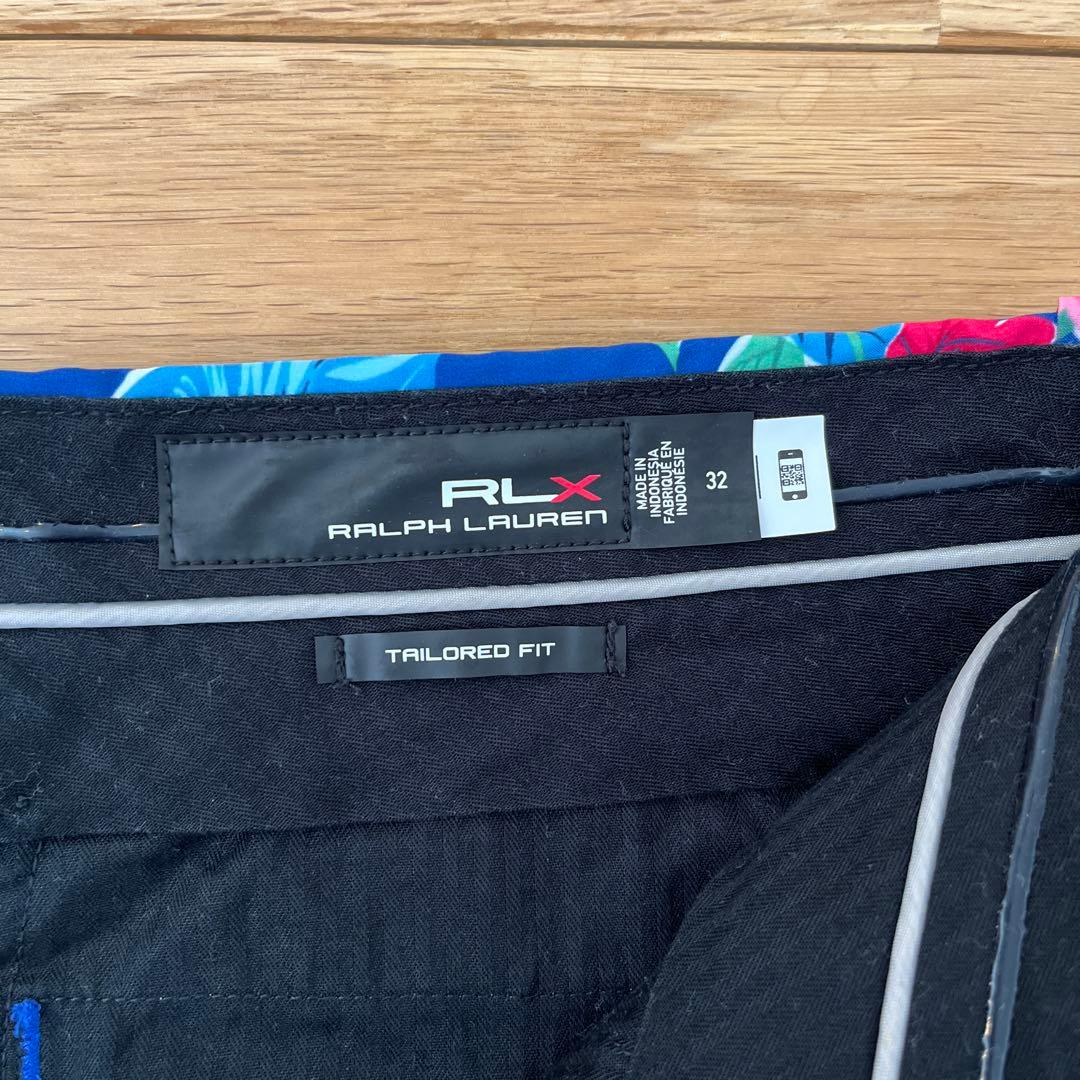 RLX
RALPH LAUREN
MADE IN
INDONESIA
FABRIQUÉ EN
INDONÉSIE
32
TAILORED FIT